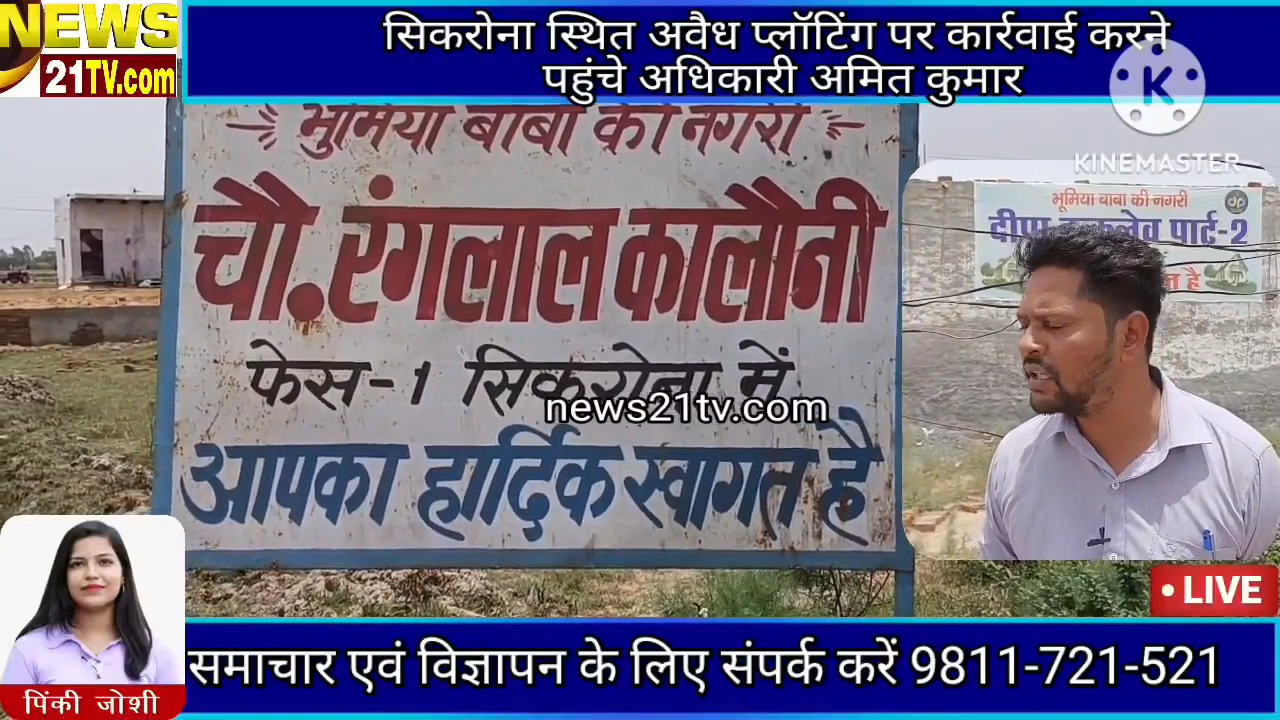 NEWS
21TV.com
सिकरोना स्थित अवैध प्लॉटिंग पर कार्रवाई करने
पहुंचे अधिकारी अमित कुमार
K
KINEMASTER
भुमिया बाबा की नगरी
चौ. रंगलाल कालौनी
फेस-1 सिकरोना में
आपका हार्दिक स्वागत है
news21tv.com
भूमिया बाबा की नगरी
dp
पार्ट-2
है
• LIVE
पिंकी जोशी
समाचार एवं विज्ञापन के लिए संपर्क करें 9811-721-521